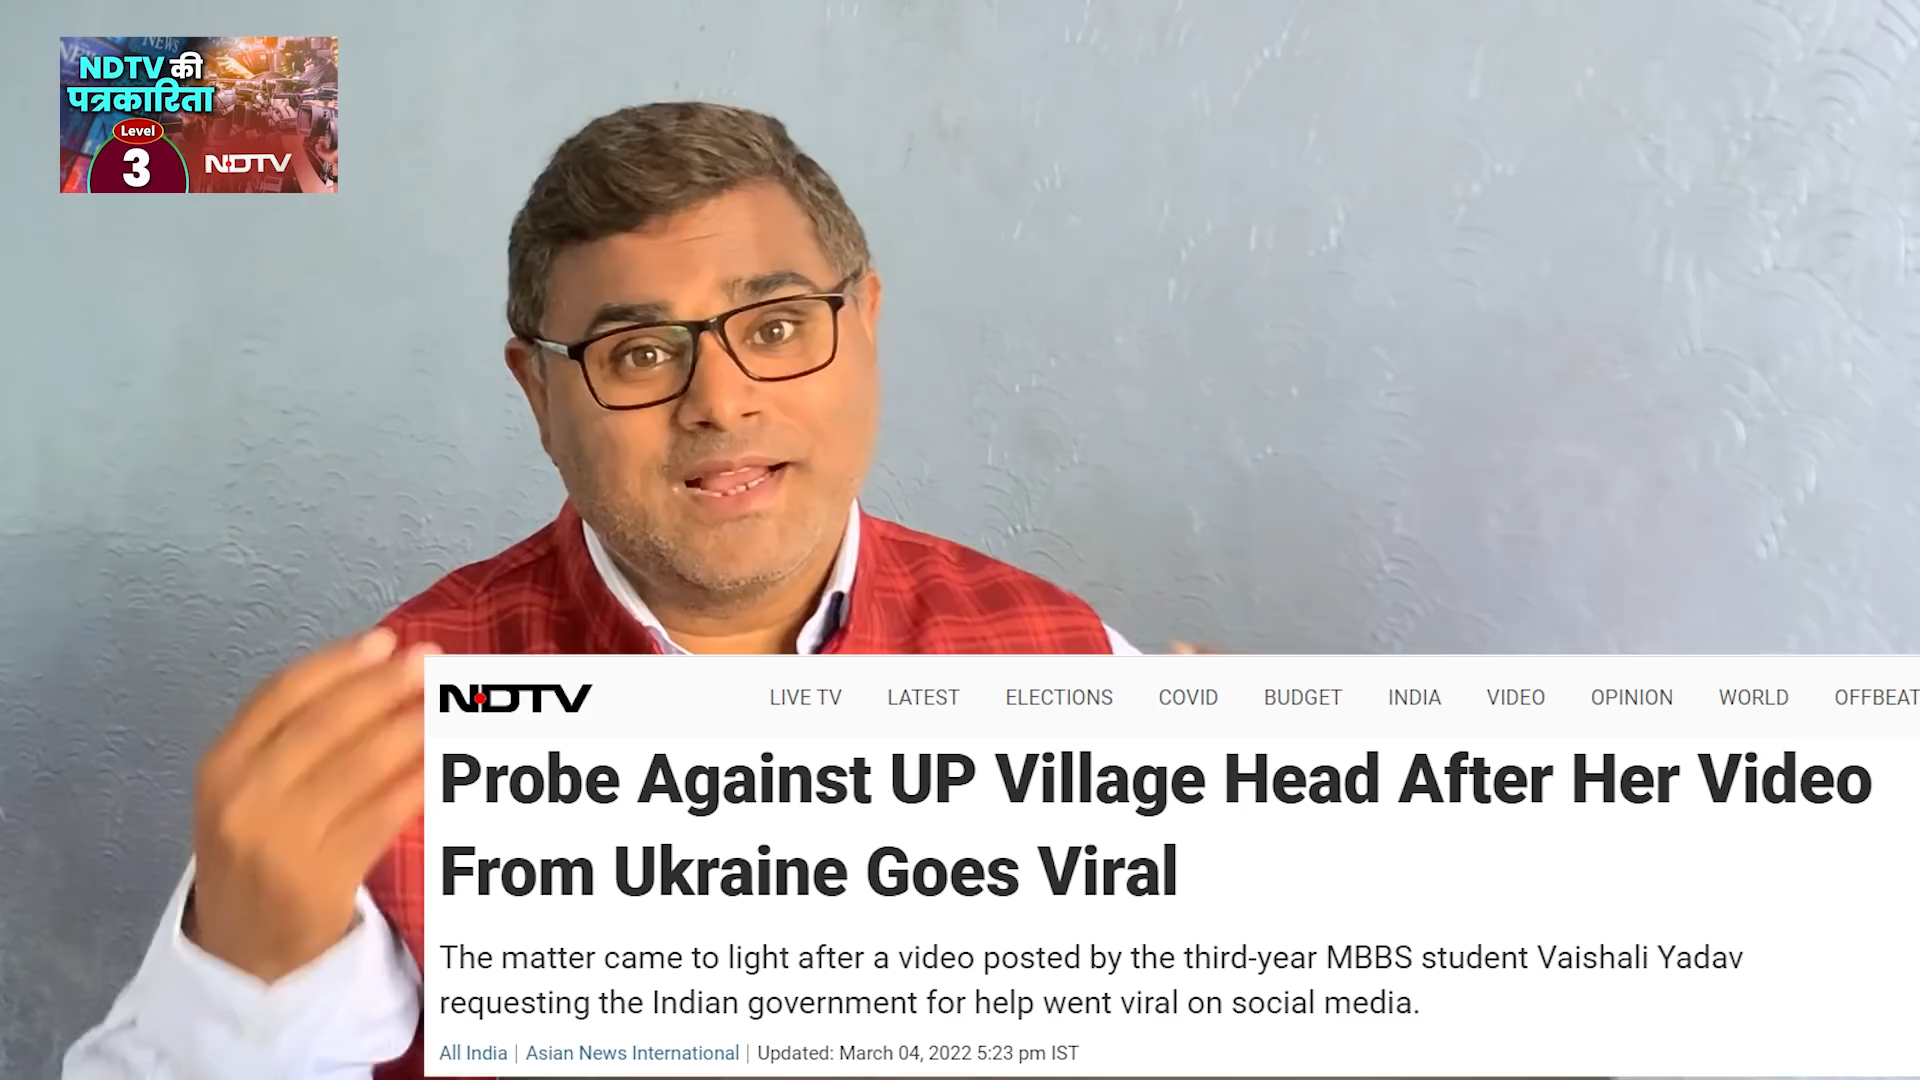 NEWS
NDTV की
पत्रकारिता
Level
3
NDTV
NDTV LIVE TV LATEST ELECTIONS COVID BUDGET INDIA VIDEO OPINION WORLD OFFBEAT
Probe Against UP Village Head After Her Video
From Ukraine Goes Viral
The matter came to light after a video posted by the third-year MBBS student Vaishali Yadav
requesting the Indian government for help went viral on social media.
All India | Asian News International | Updated: March 04, 2022 5:23 pm IST